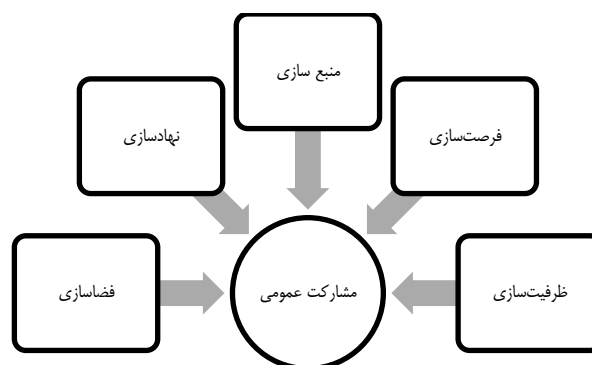 منبع سازی
نهادسازی
فرصت‌سازی
فضاسازی
مشارکت عمومی
ظرفیت‌سازی